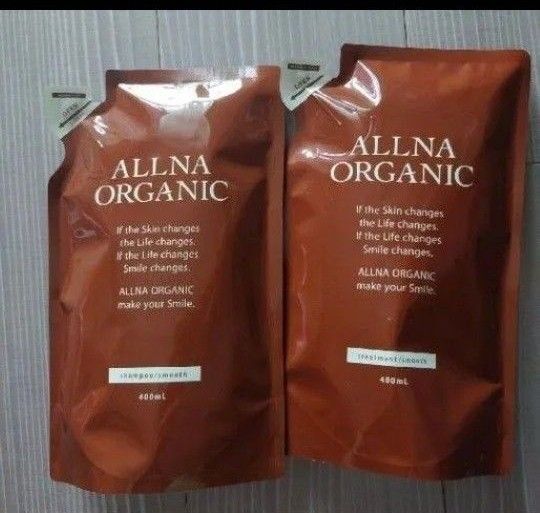 ALLNA
ORGANIC
If the Skin changes
the Life changes.
If the Life changes
Smile changes.
ALLNA ORGANIC
make your Smile.
shampoo/smooth
400mL
ALLNA
ORGANIC
If the Skin changes
the Life changes.
If the Life changes
Smile changes.
ALLNA ORGANIC
make your Smile.
treatment/smooth
400mL